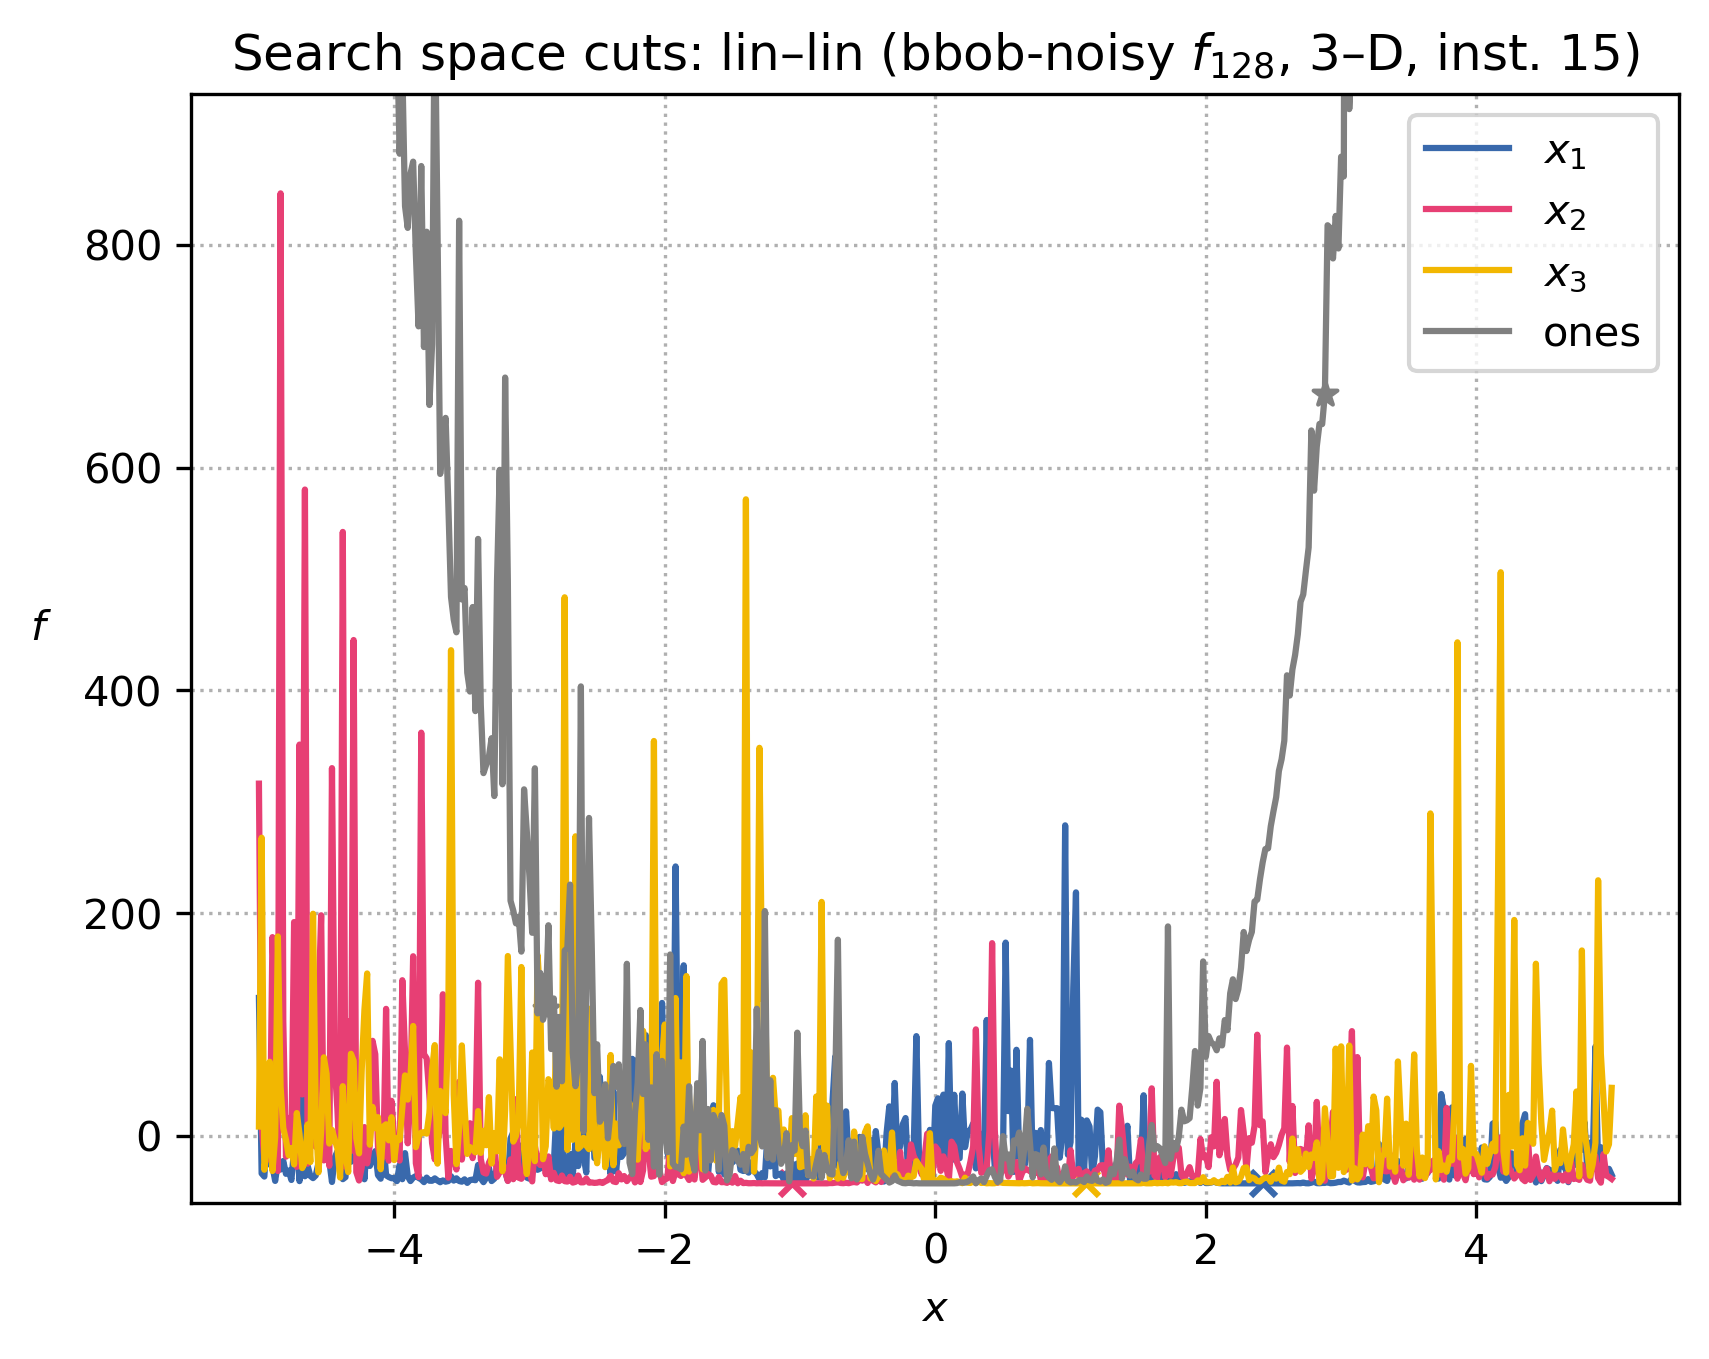 Search space cuts: lin–lin (bbob-noisy f₁₂₈, 3–D, inst. 15)
x₁
x₂
x₃
ones
800
600
400
200
0
f
−4 −2 0 2 4
x